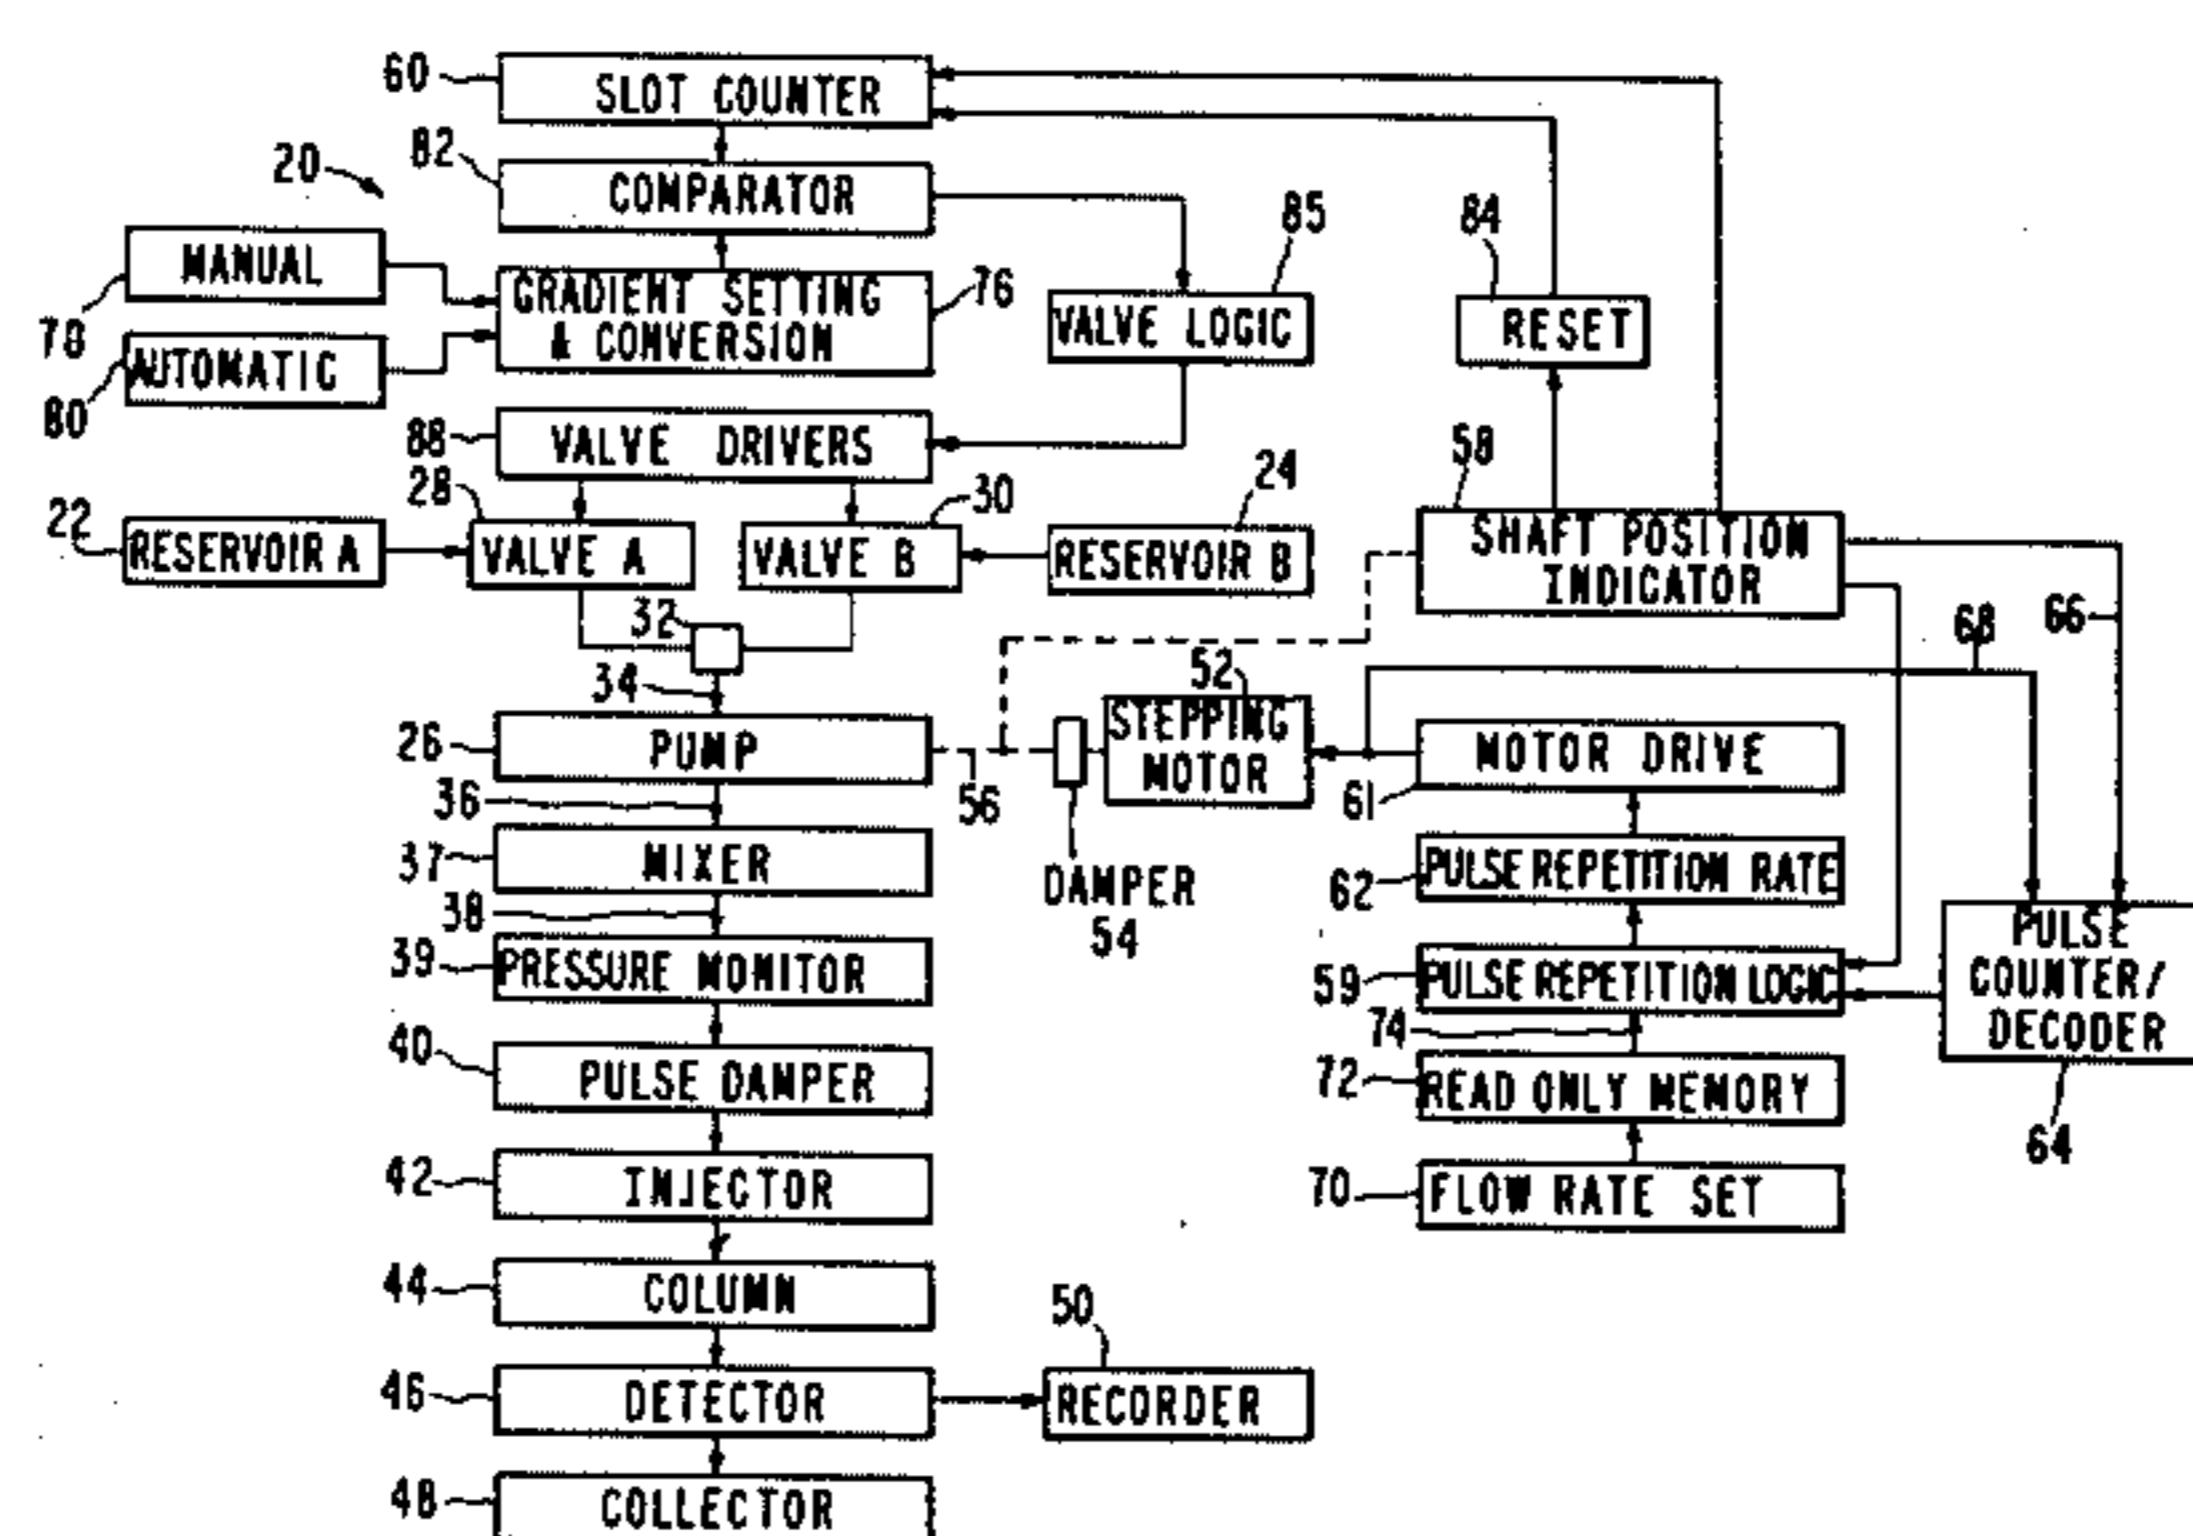 60
SLOT COUNTER
82
20
COMPARATOR
85
84
MANUAL
78
GRADIENT SETTING
& CONVERSION
76
VALVE LOGIC
RESET
AUTOMATIC
80
88
VALVE DRIVERS
58
28
30
24
22
RESERVOIR A
VALVE A
VALVE B
RESERVOIR B
SHAFT POSITION
INDICATOR
32
68
66
34
52
26
PUMP
STEPPING
MOTOR
MOTOR DRIVE
36
56
61
37
MIXER
DAMPER
54
62
PULSE REPETITION RATE
38
PULSE
COUNTER/
DECODER
39
PRESSURE MONITOR
59
PULSE REPETITION LOGIC
74
40
PULSE DAMPER
72
READ ONLY MEMORY
64
42
INJECTOR
70
FLOW RATE SET
44
COLUMN
50
46
DETECTOR
RECORDER
48
COLLECTOR